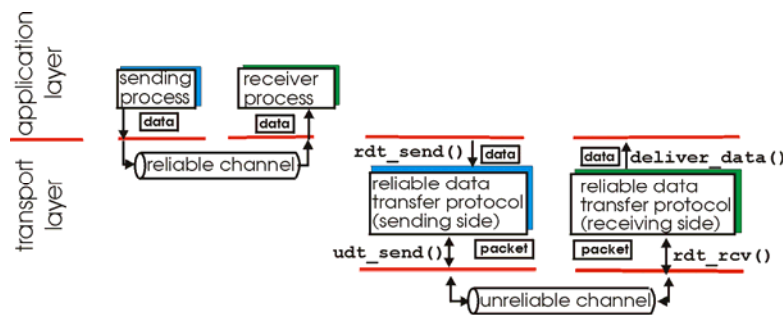 application
layer
sending
process
receiver
process
data
data
reliable channel
transport
layer
rdt_send()
data
data
deliver_data()
reliable data
transfer protocol
(sending side)
reliable data
transfer protocol
(receiving side)
udt_send()
packet
packet
rdt_rcv()
unreliable channel